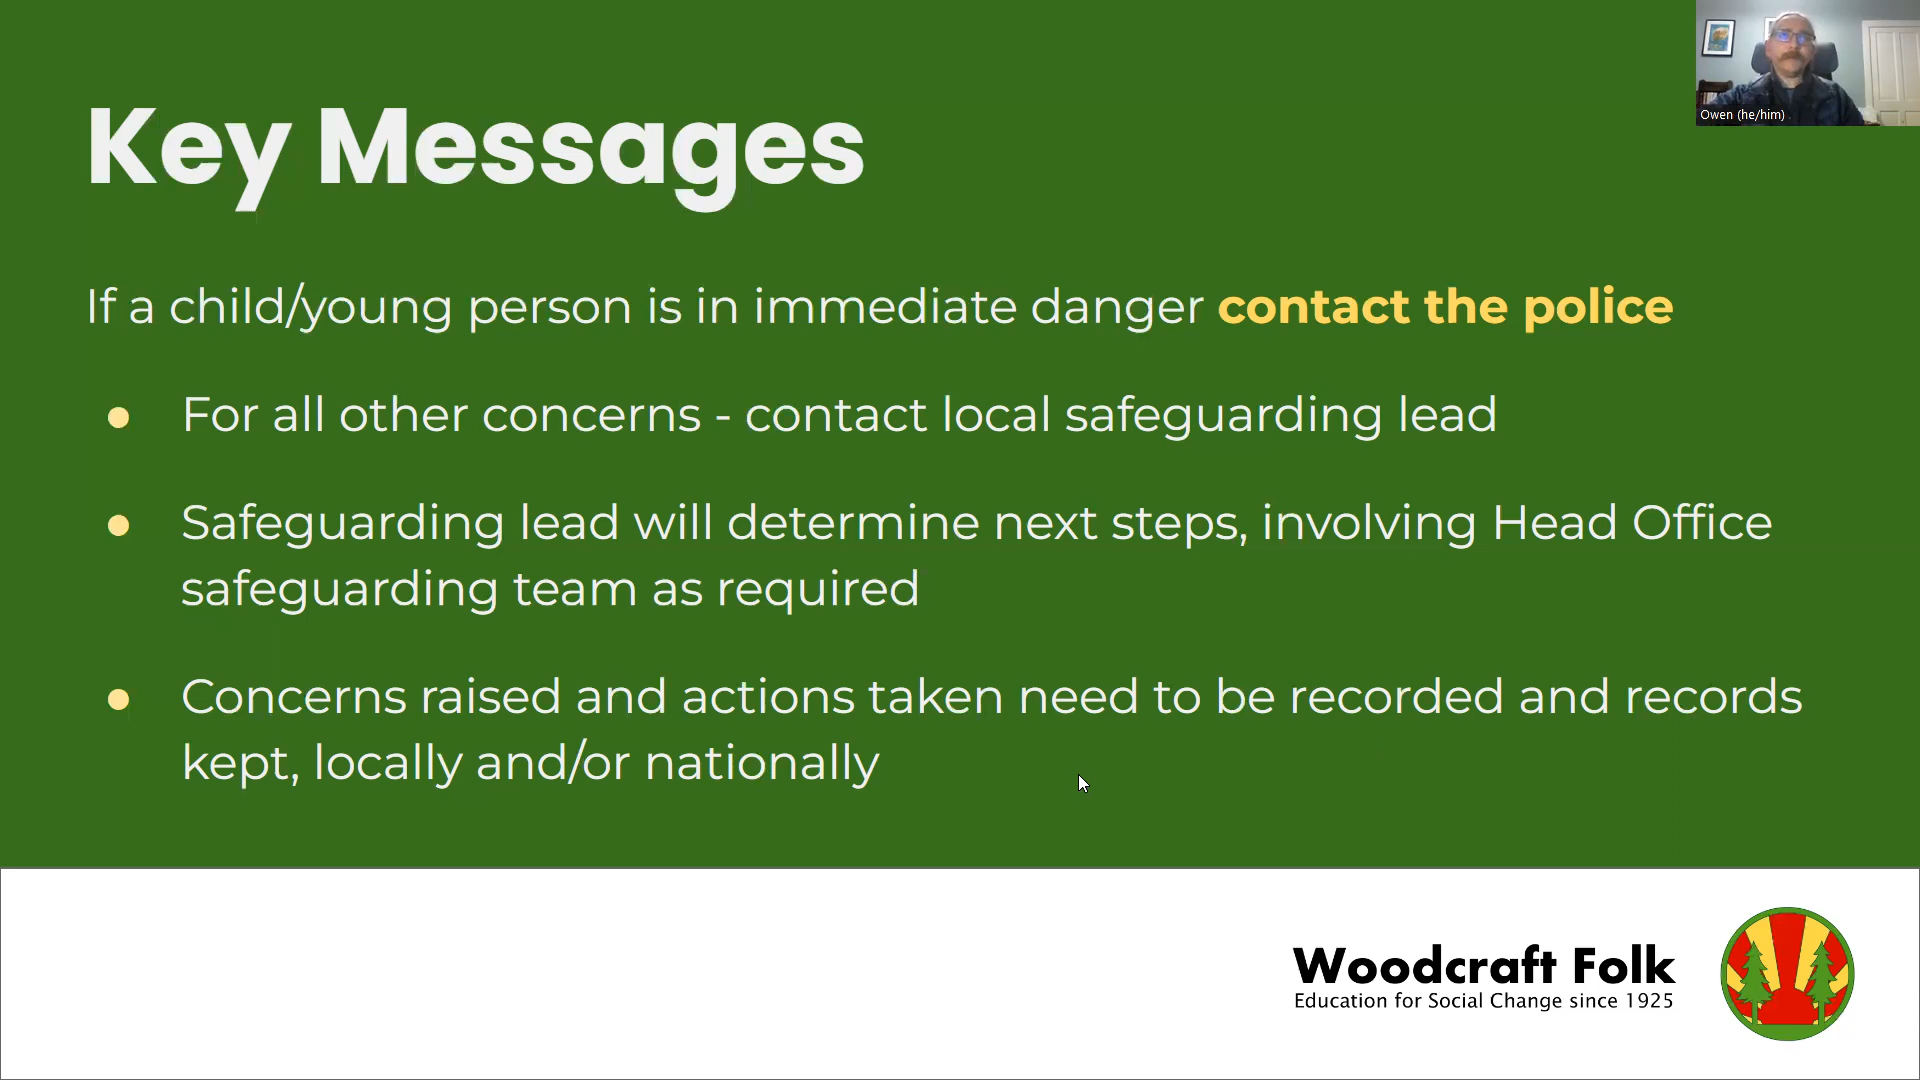 Key Messages
Owen (he/him)
If a child/young person is in immediate danger contact the police
● For all other concerns - contact local safeguarding lead
● Safeguarding lead will determine next steps, involving Head Office
safeguarding team as required
● Concerns raised and actions taken need to be recorded and records
kept, locally and/or nationally
Woodcraft Folk
Education for Social Change since 1925